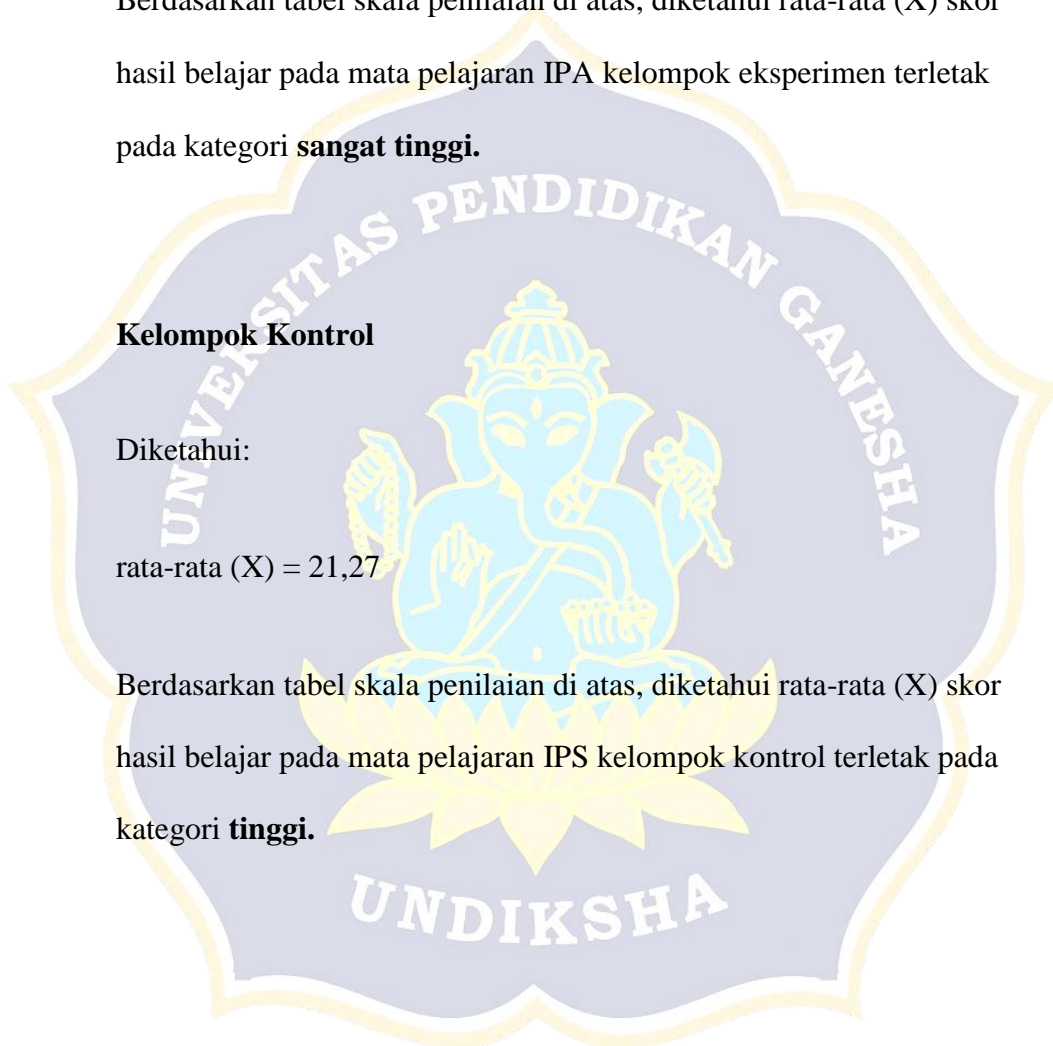 Berdasarkan tabel skala penilaian di atas, diketahui rata-rata (X) skor
hasil belajar pada mata pelajaran IPA kelompok eksperimen terletak
pada kategori sangat tinggi.
UNIVERSITAS PENDIDIKAN GANESHA
Kelompok Kontrol
Diketahui:
rata-rata (X) = 21,27
Berdasarkan tabel skala penilaian di atas, diketahui rata-rata (X) skor
hasil belajar pada mata pelajaran IPS kelompok kontrol terletak pada
kategori tinggi.
UNDIKSHA